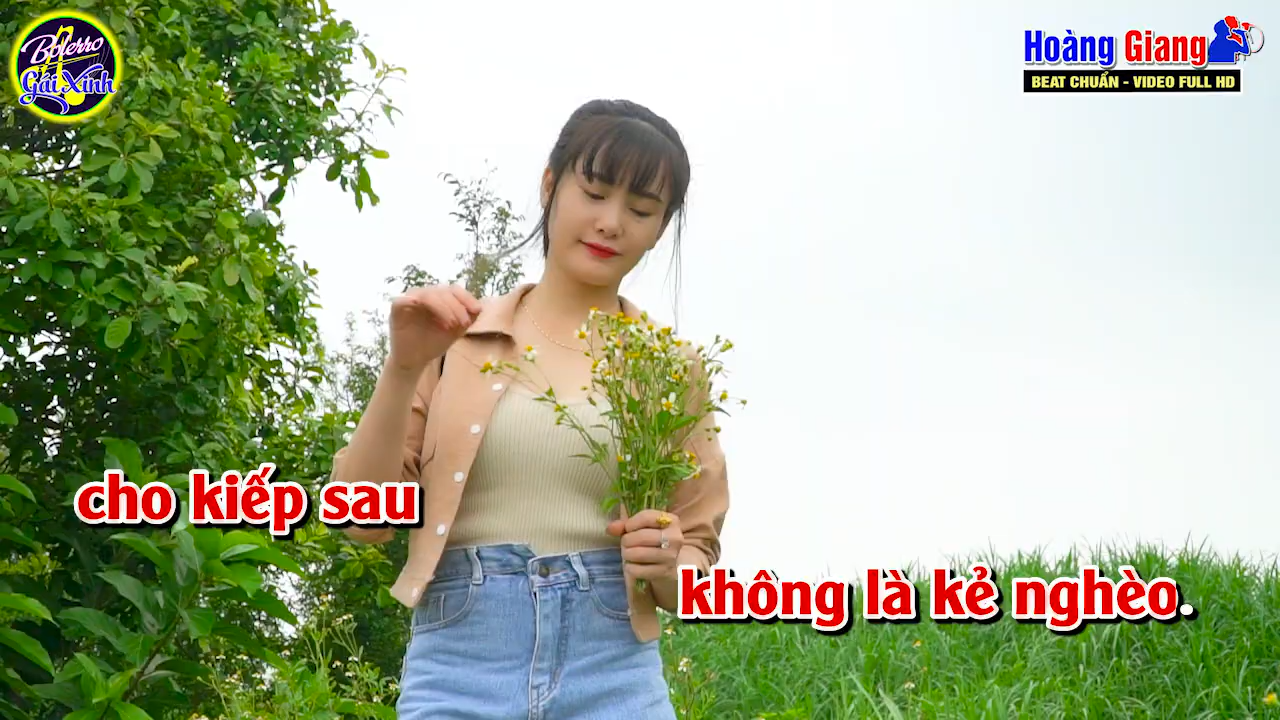 Bolerro
Gái Xinh
Hoàng Giang
BEAT CHUẨN - VIDEO FULL HD
cho kiếp sau
không là kẻ nghèo.